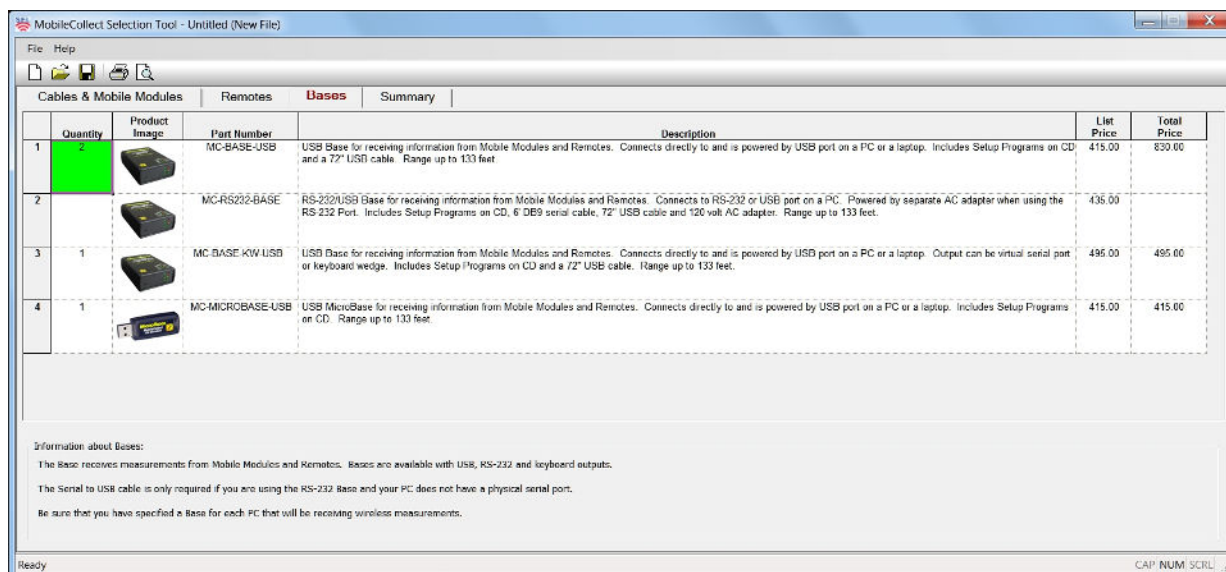 MobileCollect Selection Tool - Untitled (New File)
File Help
Cables & Mobile Modules Remotes Bases Summary
Quantity Product Image Part Number Description List Price Total Price
1 2 MC-BASE-USB USB Base for receiving information from Mobile Modules and Remotes. Connects directly to and is powered by USB port on a PC or a laptop. Includes Setup Programs on CD 415.00 830.00
and a 72" USB cable. Range up to 133 feet.
2 MC-RS232-BASE RS-232/USB Base for receiving information from Mobile Modules and Remotes. Connects to RS-232 or USB port on a PC. Powered by separate AC adapter when using the 435.00
RS-232 Port. Includes Setup Programs on CD, 6' DB9 serial cable, 72" USB cable and 120 volt AC adapter. Range up to 133 feet.
3 1 MC-BASE-KW-USB USB Base for receiving information from Mobile Modules and Remotes. Connects directly to and is powered by USB port on a PC or a laptop. Output can be virtual serial port 495.00 495.00
or keyboard wedge. Includes Setup Programs on CD and a 72" USB cable. Range up to 133 feet.
4 1 MC-MICROBASE-USB USB MicroBase for receiving information from Mobile Modules and Remotes. Connects directly to and is powered by USB port on a PC or a laptop. Includes Setup Programs 415.00 415.00
on CD. Range up to 133 feet.
Information about Bases:
The Base receives measurements from Mobile Modules and Remotes. Bases are available with USB, RS-232 and keyboard outputs.
The Serial to USB cable is only required if you are using the RS-232 Base and your PC does not have a physical serial port.
Be sure that you have specified a Base for each PC that will be receiving wireless measurements.
Ready CAP NUM SCRL